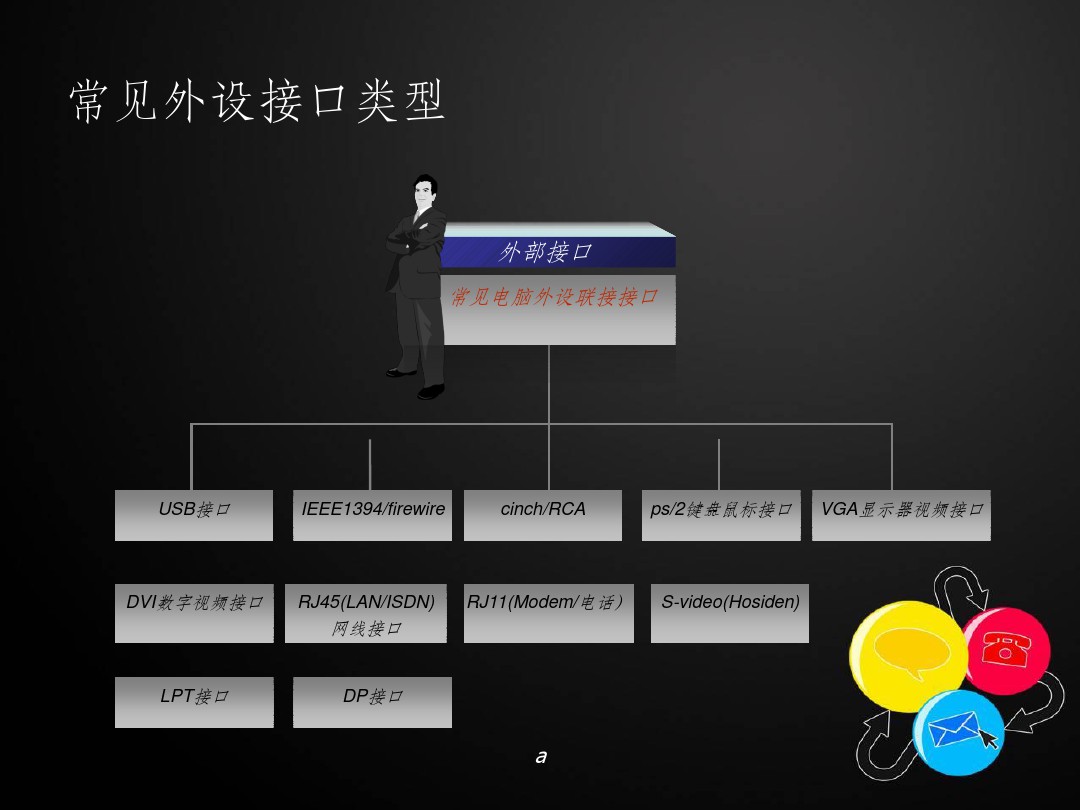 常见外设接口类型
外部接口
常见电脑外设联接接口
USB接口
IEEE1394/firewire
cinch/RCA
ps/2键盘鼠标接口
VGA显示器视频接口
DVI数字视频接口
RJ45(LAN/ISDN)
网线接口
RJ11(Modem/电话）
S-video(Hosiden)
LPT接口
DP接口
a